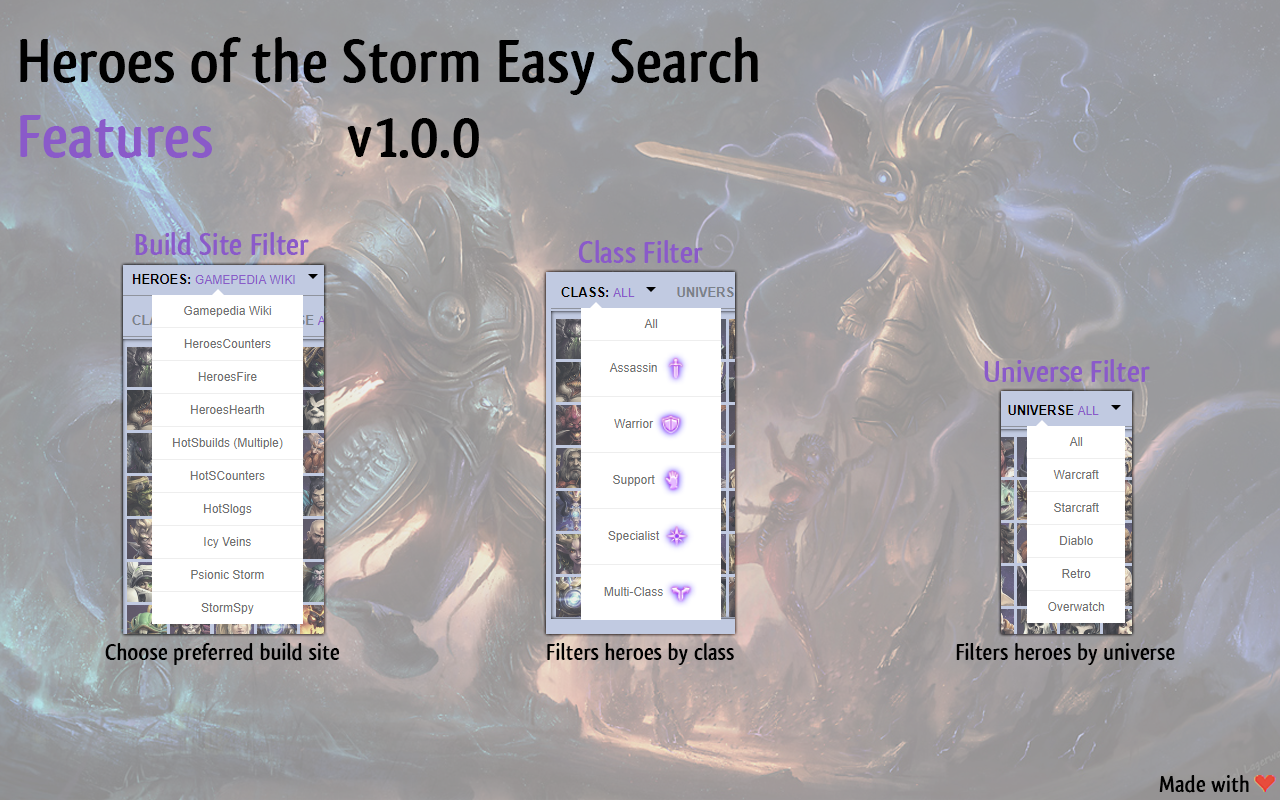 Heroes of the Storm Easy Search
Features v1.0.0
Build Site Filter
HEROES: GAMEPEDIA WIKI
Gamepedia Wiki
HeroesCounters
HeroesFire
HeroesHearth
HotSbuilds (Multiple)
HotSCounters
HotSlogs
Icy Veins
Psionic Storm
StormSpy
Choose preferred build site
Class Filter
CLASS: ALL UNIVERS
All
Assassin
Warrior
Support
Specialist
Multi-Class
Filters heroes by class
Universe Filter
UNIVERSE ALL
All
Warcraft
Starcraft
Diablo
Retro
Overwatch
Filters heroes by universe
Made with